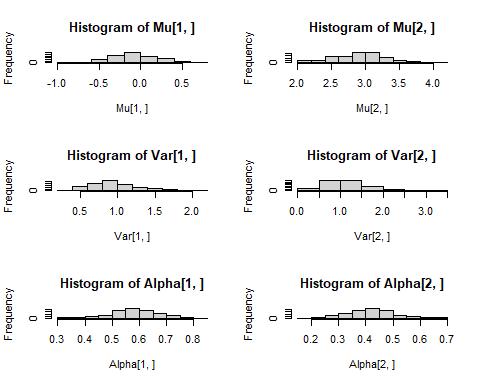 Histogram of Mu[1, ]
Frequency
0
-1.0 -0.5 0.0 0.5
Mu[1, ]
Histogram of Mu[2, ]
Frequency
0
2.0 2.5 3.0 3.5 4.0
Mu[2, ]
Histogram of Var[1, ]
Frequency
0
0.5 1.0 1.5 2.0
Var[1, ]
Histogram of Var[2, ]
Frequency
0
0.0 1.0 2.0 3.0
Var[2, ]
Histogram of Alpha[1, ]
Frequency
0
0.3 0.4 0.5 0.6 0.7 0.8
Alpha[1, ]
Histogram of Alpha[2, ]
Frequency
0
0.2 0.3 0.4 0.5 0.6 0.7
Alpha[2, ]